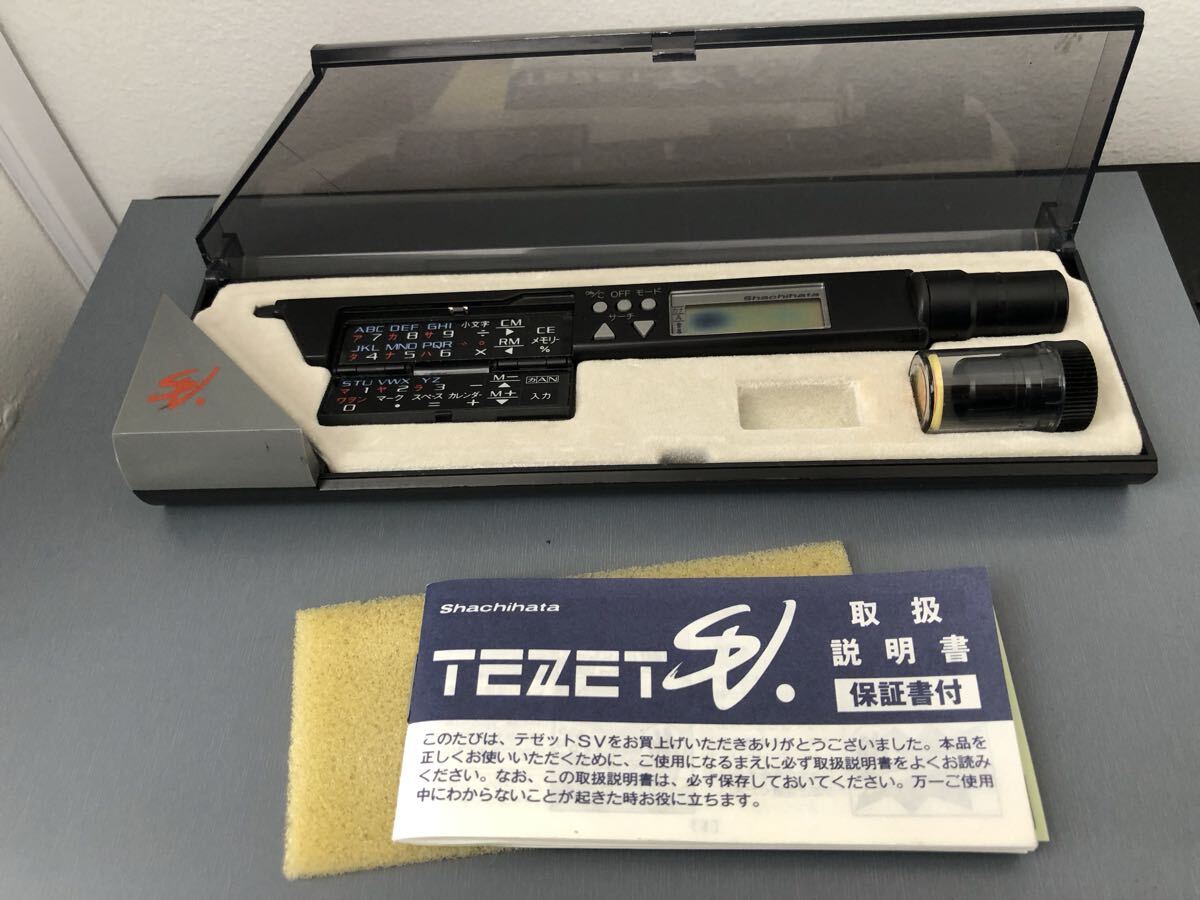 TEZET
Shachihata
ON/C OFF モード
サーチ
ABC DEF GHI 小文字 CM CE
ア7 カ8 サ9 ÷ ▶ メモリー
JKL MNO PQR RM %
タ4 ナ5 ハ6 × ◀
STU VWX YZ M− カAN
マ1 ヤ2 ラ3 − ▲
ワヲン マーク スペース カレンダー M+ 入力
0 ・ = + ▼
SV.
Shachihata
TEZET SV.
取扱
説明書
保証書付
このたびは、テゼットSVをお買上げいただきありがとうございました。本品を
正しくお使いいただくために、ご使用になるまえに必ず取扱説明書をよくお読み
ください。なお、この取扱説明書は、必ず保存しておいてください。万一ご使用
中にわからないことが起きた時お役に立ちます。